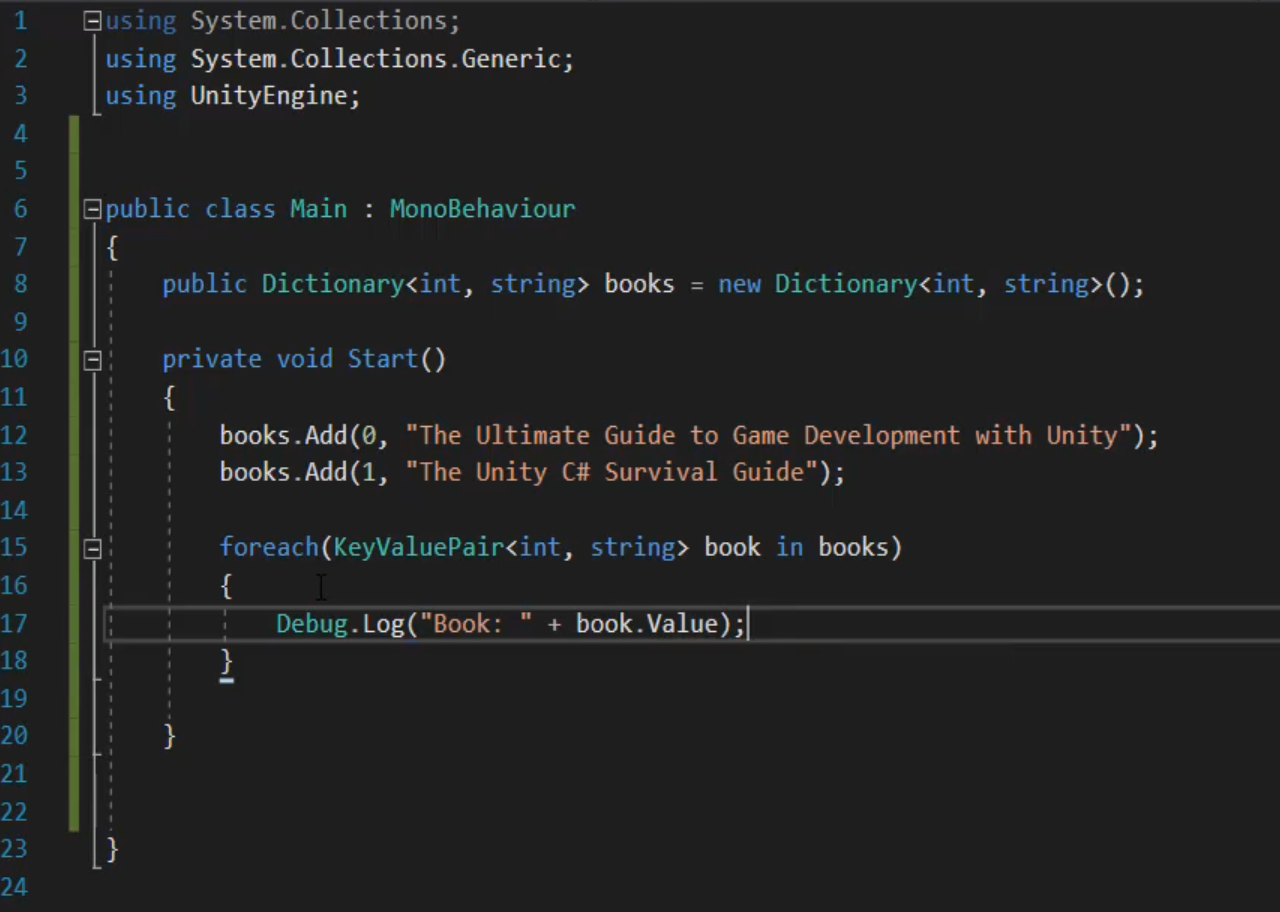 1 using System.Collections;
2 using System.Collections.Generic;
3 using UnityEngine;
4
5
6 public class Main : MonoBehaviour
7 {
8     public Dictionary<int, string> books = new Dictionary<int, string>();
9
10     private void Start()
11     {
12         books.Add(0, "The Ultimate Guide to Game Development with Unity");
13         books.Add(1, "The Unity C# Survival Guide");
14
15         foreach(KeyValuePair<int, string> book in books)
16         {
17             Debug.Log("Book: " + book.Value);
18         }
19
20     }
21
22
23 }
24